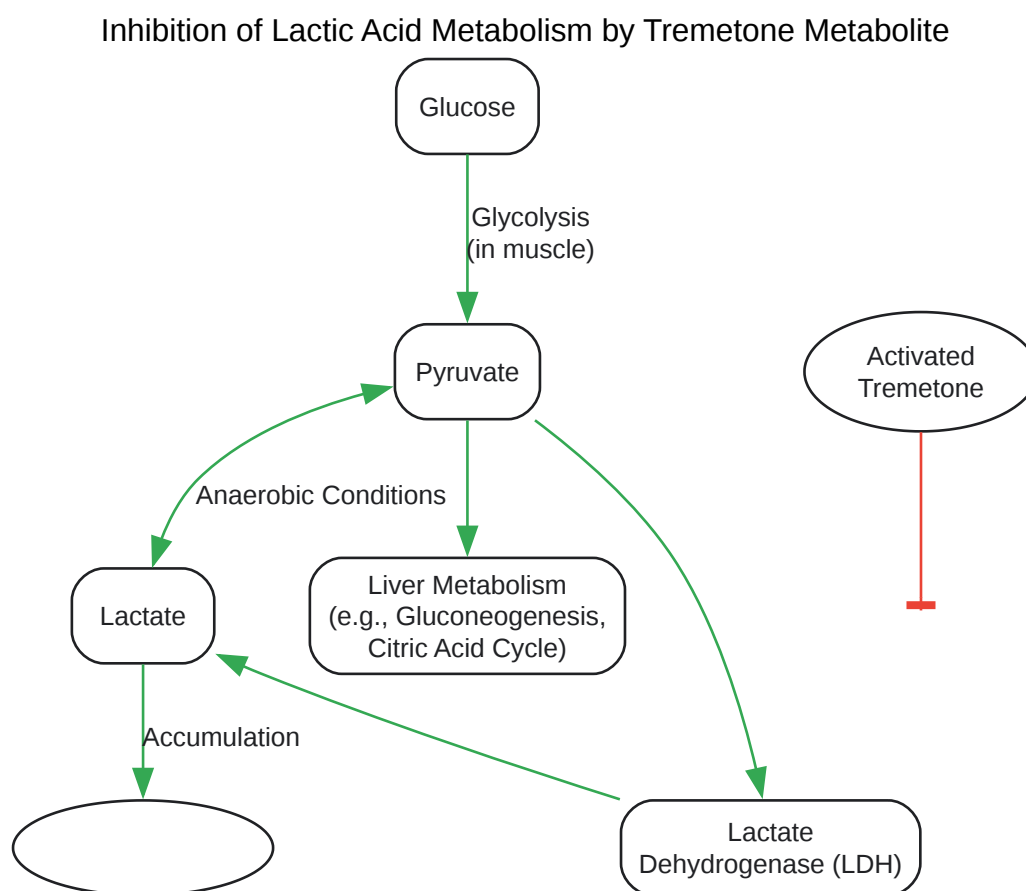 Inhibition of Lactic Acid Metabolism by Tremetone Metabolite
Glucose
Glycolysis
(in muscle)
Pyruvate
Activated
Tremetone
Anaerobic Conditions
Liver Metabolism
(e.g., Gluconeogenesis,
Citric Acid Cycle)
Lactate
Accumulation
Lactate
Dehydrogenase (LDH)